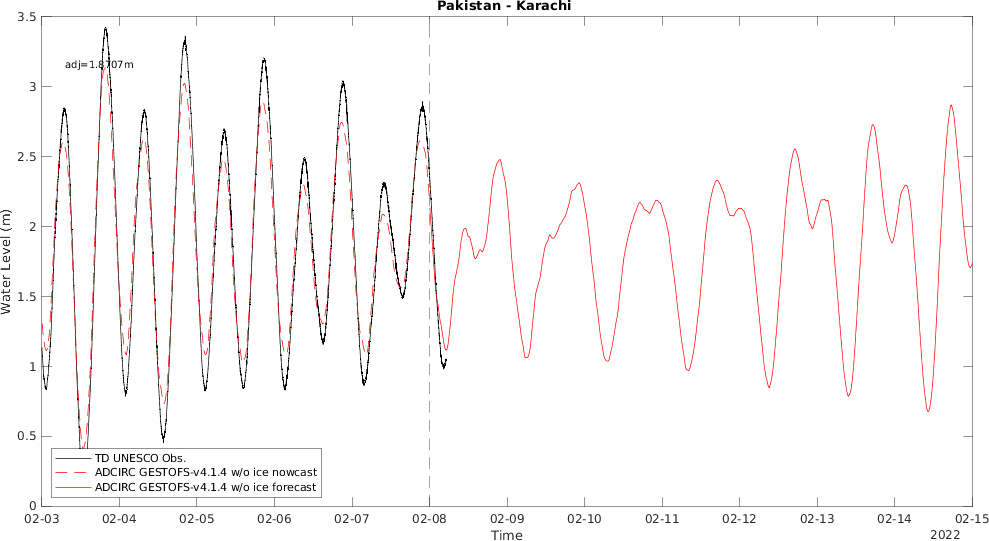 Pakistan - Karachi
adj=1.8707m
Water Level (m)
3.5
3
2.5
2
1.5
1
0.5
0
TD UNESCO Obs.
ADCIRC GESTOFS-v4.1.4 w/o ice nowcast
ADCIRC GESTOFS-v4.1.4 w/o ice forecast
02-03 02-04 02-05 02-06 02-07 02-08 02-09 02-10 02-11 02-12 02-13 02-14 02-15
Time
2022